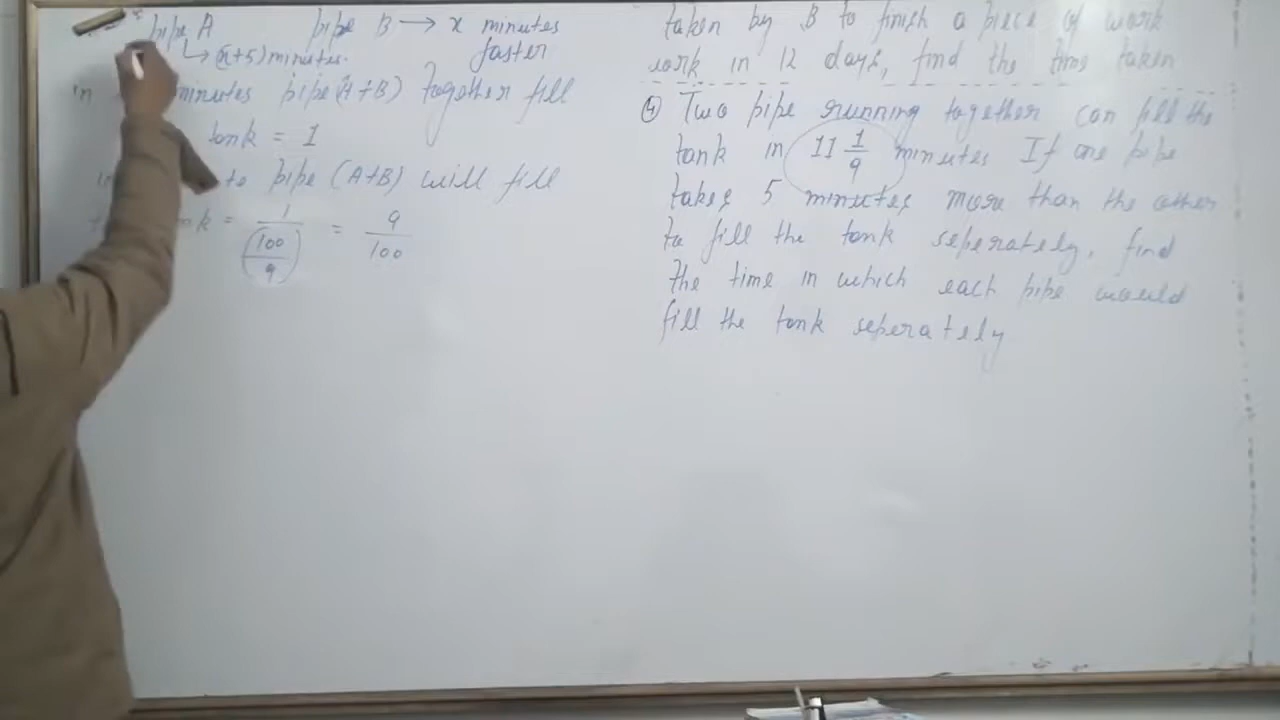 pipe A pipe B → x minutes
↳ (x+5) minutes. faster
in minutes pipe (A+B) together fill
tank = 1
to pipe (A+B) will fill
= 1/(100/9) = 9/100
taken by B to finish a piece of work
work in 12 days, find the time taken
④ Two pipe running together can fill the
tank in 11 1/9 minutes If one pipe
takes 5 minutes more than the other
to fill the tank seperately, find
the time in which each pipe would
fill the tank seperately